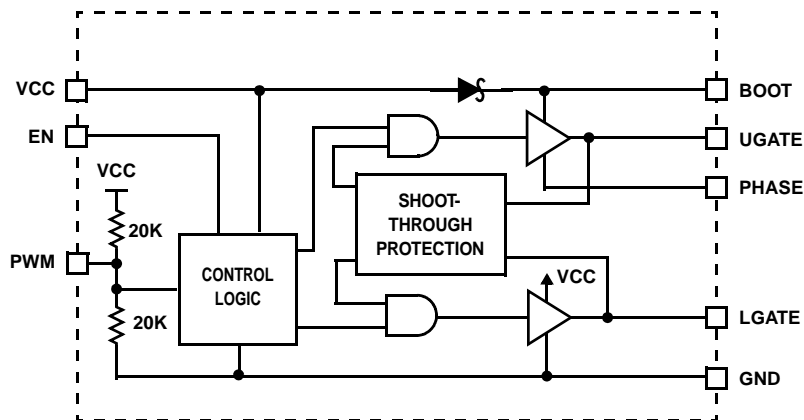 VCC
BOOT
EN
UGATE
VCC
PHASE
20K
SHOOT-
THROUGH
PROTECTION
PWM
CONTROL
LOGIC
VCC
20K
LGATE
GND